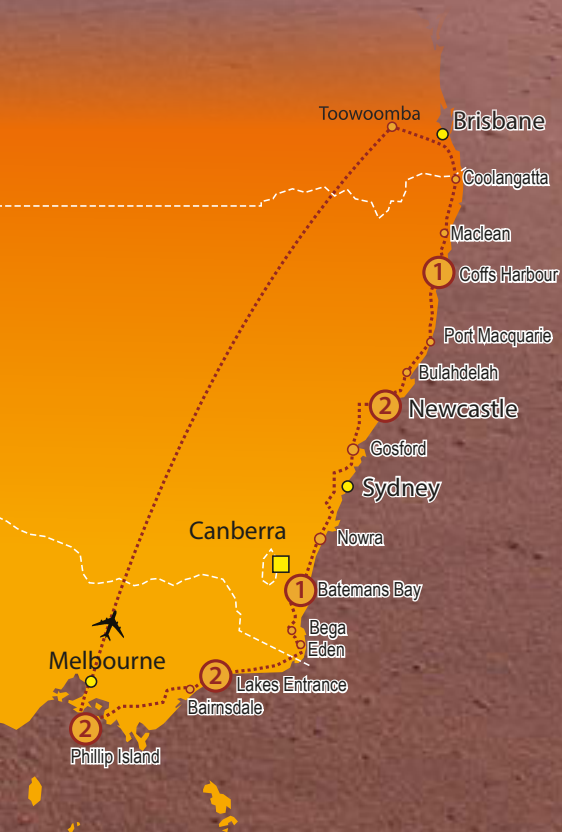 Toowoomba
Brisbane
Coolangatta
Maclean
1 Coffs Harbour
Port Macquarie
Bulahdelah
2 Newcastle
Gosford
Sydney
Canberra
Nowra
1 Batemans Bay
Bega
Eden
Melbourne
2 Lakes Entrance
Bairnsdale
2
Phillip Island